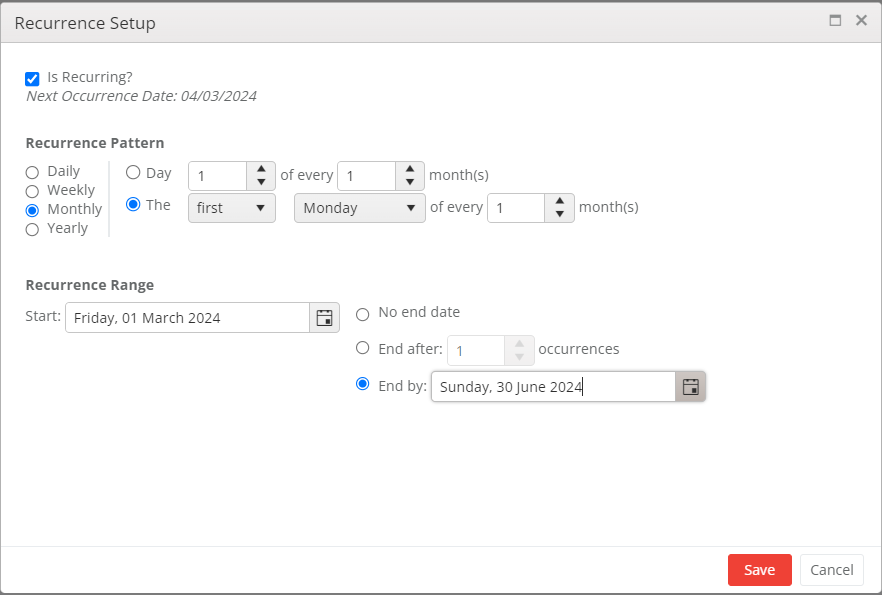 Recurrence Setup
Is Recurring?
Next Occurrence Date: 04/03/2024
Recurrence Pattern
Daily
Weekly
Monthly
Yearly
Day 1 of every 1 month(s)
The first Monday of every 1 month(s)
Recurrence Range
Start: Friday, 01 March 2024
No end date
End after: 1 occurrences
End by: Sunday, 30 June 2024
Save Cancel